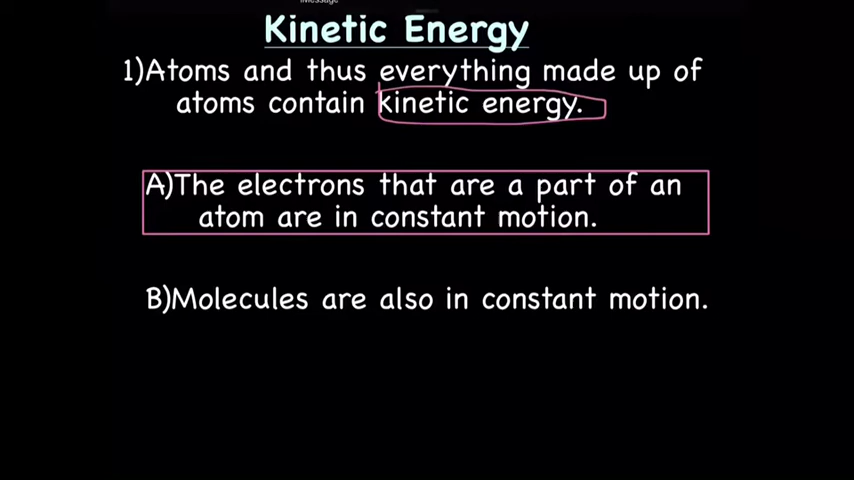 Kinetic Energy
1)Atoms and thus everything made up of
atoms contain kinetic energy.
A)The electrons that are a part of an
atom are in constant motion.
B)Molecules are also in constant motion.